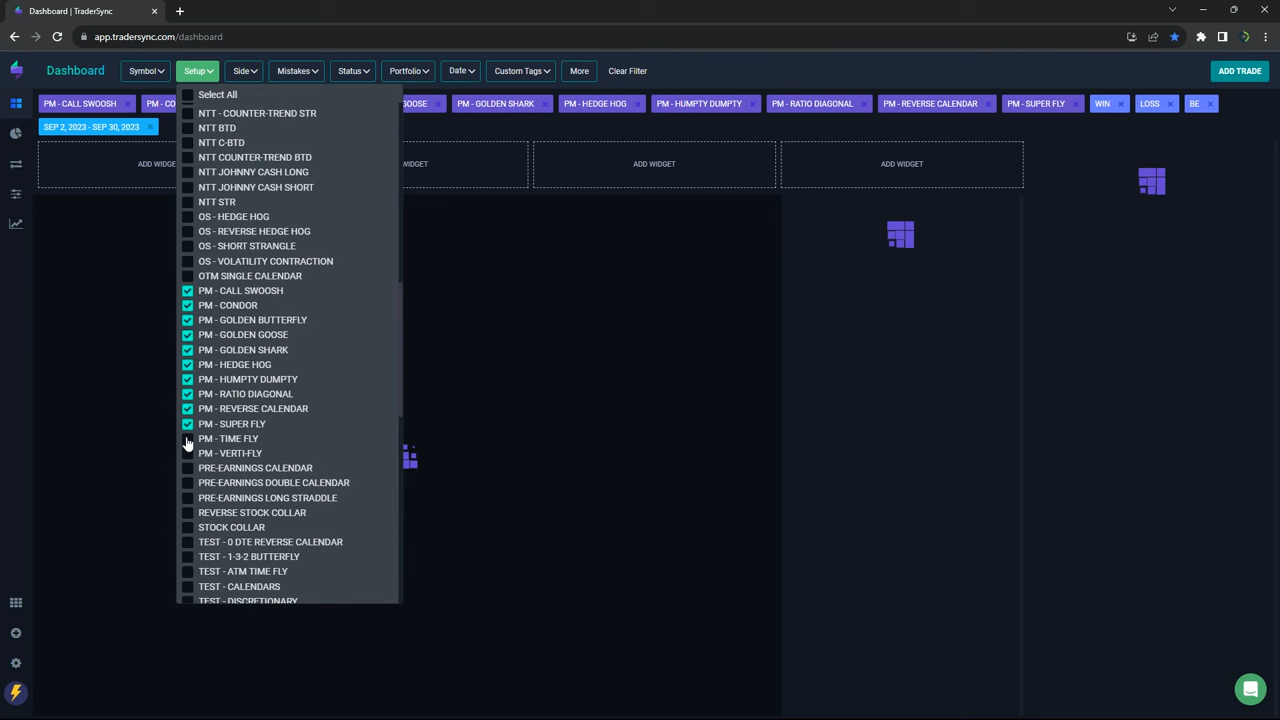 Dashboard | TraderSync
app.tradersync.com/dashboard
Dashboard
Symbol
Setup
Side
Mistakes
Status
Portfolio
Date
Custom Tags
More
Clear Filter
ADD TRADE
PM - CALL SWOOSH
PM - CO
GOOSE
PM - GOLDEN SHARK
PM - HEDGE HOG
PM - HUMPTY DUMPTY
PM - RATIO DIAGONAL
PM - REVERSE CALENDAR
PM - SUPER FLY
WIN
LOSS
BE
SEP 2, 2023 - SEP 30, 2023
ADD WIDGE
WIDGET
ADD WIDGET
ADD WIDGET
Select All
NTT - COUNTER-TREND STR
NTT BTD
NTT C-BTD
NTT COUNTER-TREND BTD
NTT JOHNNY CASH LONG
NTT JOHNNY CASH SHORT
NTT STR
OS - HEDGE HOG
OS - REVERSE HEDGE HOG
OS - SHORT STRANGLE
OS - VOLATILITY CONTRACTION
OTM SINGLE CALENDAR
PM - CALL SWOOSH
PM - CONDOR
PM - GOLDEN BUTTERFLY
PM - GOLDEN GOOSE
PM - GOLDEN SHARK
PM - HEDGE HOG
PM - HUMPTY DUMPTY
PM - RATIO DIAGONAL
PM - REVERSE CALENDAR
PM - SUPER FLY
PM - TIME FLY
PM - VERTI-FLY
PRE-EARNINGS CALENDAR
PRE-EARNINGS DOUBLE CALENDAR
PRE-EARNINGS LONG STRADDLE
REVERSE STOCK COLLAR
STOCK COLLAR
TEST - 0 DTE REVERSE CALENDAR
TEST - 1-3-2 BUTTERFLY
TEST - ATM TIME FLY
TEST - CALENDARS
TEST - DISCRETIONARY